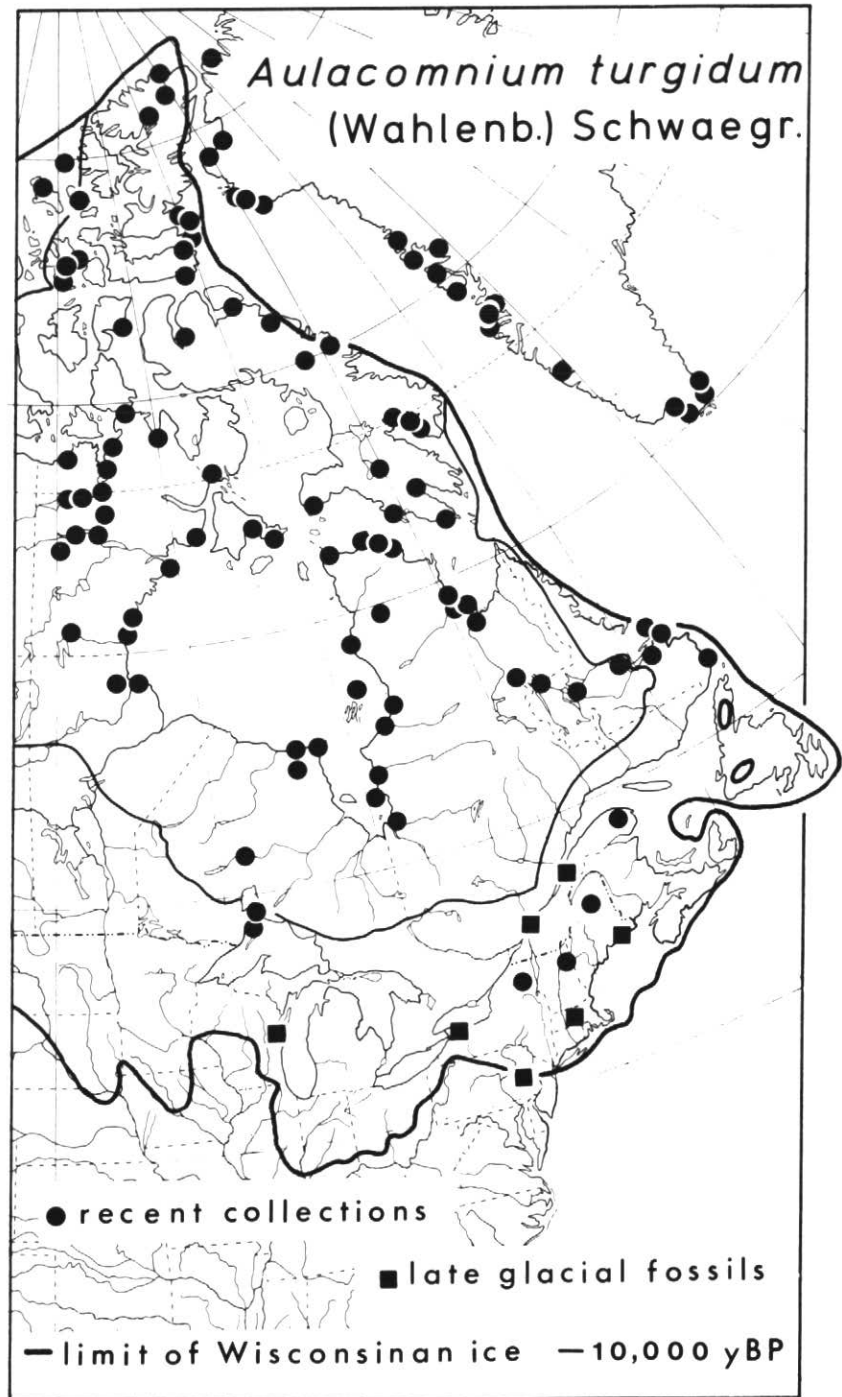 Aulacomnium turgidum
(Wahlenb.) Schwaegr.
recent collections
late glacial fossils
limit of Wisconsinan ice —10,000 yBP